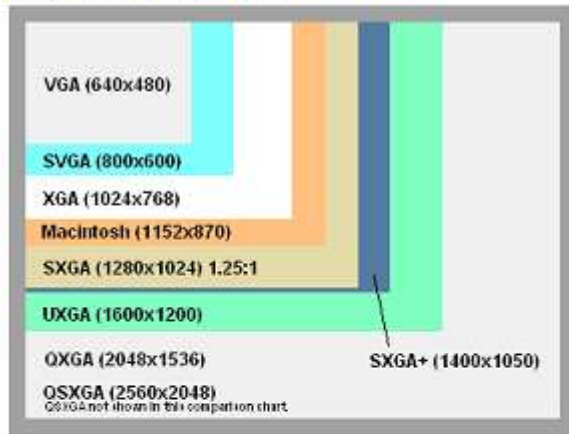 VGA (640x480)
SVGA (800x600)
XGA (1024x768)
Macintosh (1152x870)
SXGA (1280x1024) 1.25:1
UXGA (1600x1200)
QXGA (2048x1536)
SXGA+ (1400x1050)
QSXGA (2560x2048)
QSXGA not shown in this comparison chart.